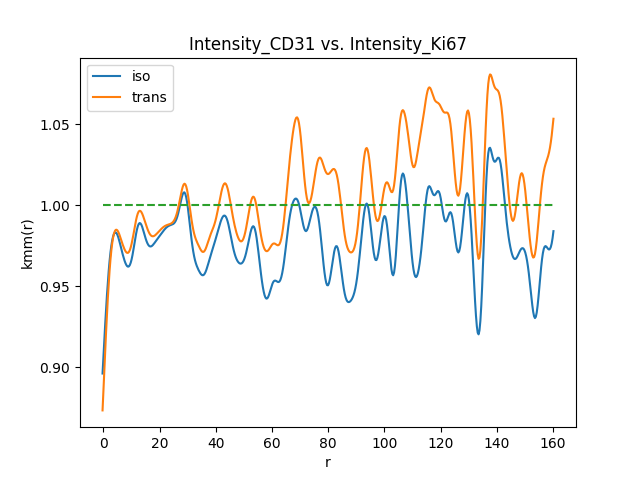 Intensity_CD31 vs. Intensity_Ki67
iso
trans
kmm(r)
1.05
1.00
0.95
0.90
0 20 40 60 80 100 120 140 160
r